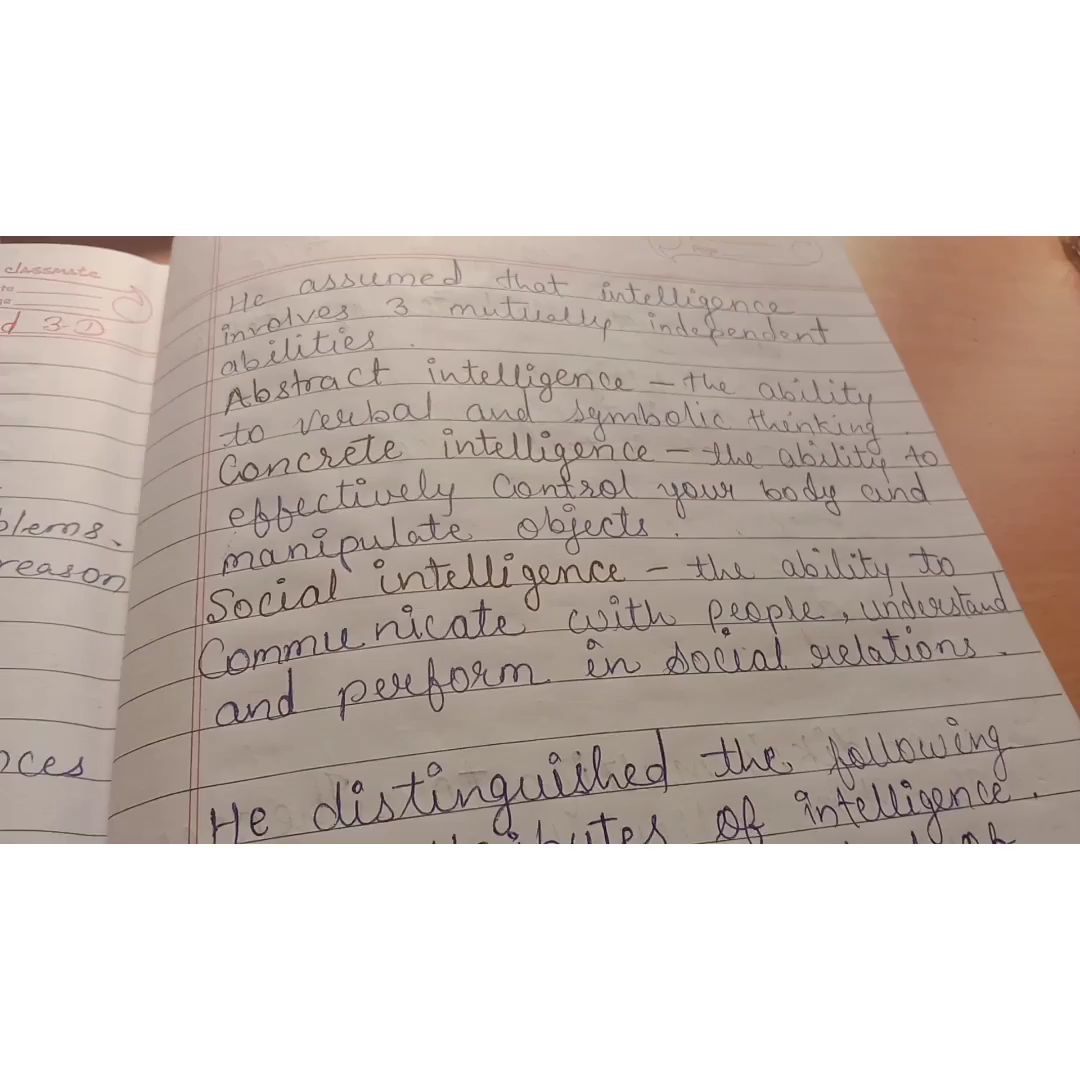 classmate
d 3-1
blems.
reason
nces
He assumed that intelligence
involves 3 mutually independent
abilities.
Abstract intelligence – the ability
to verbal and symbolic thinking.
Concrete intelligence – the ability to
effectively control your body and
manipulate objects.
Social intelligence – the ability to
Communicate with people, understand
and perform in social relations.
He distinguished the following
of intelligence.